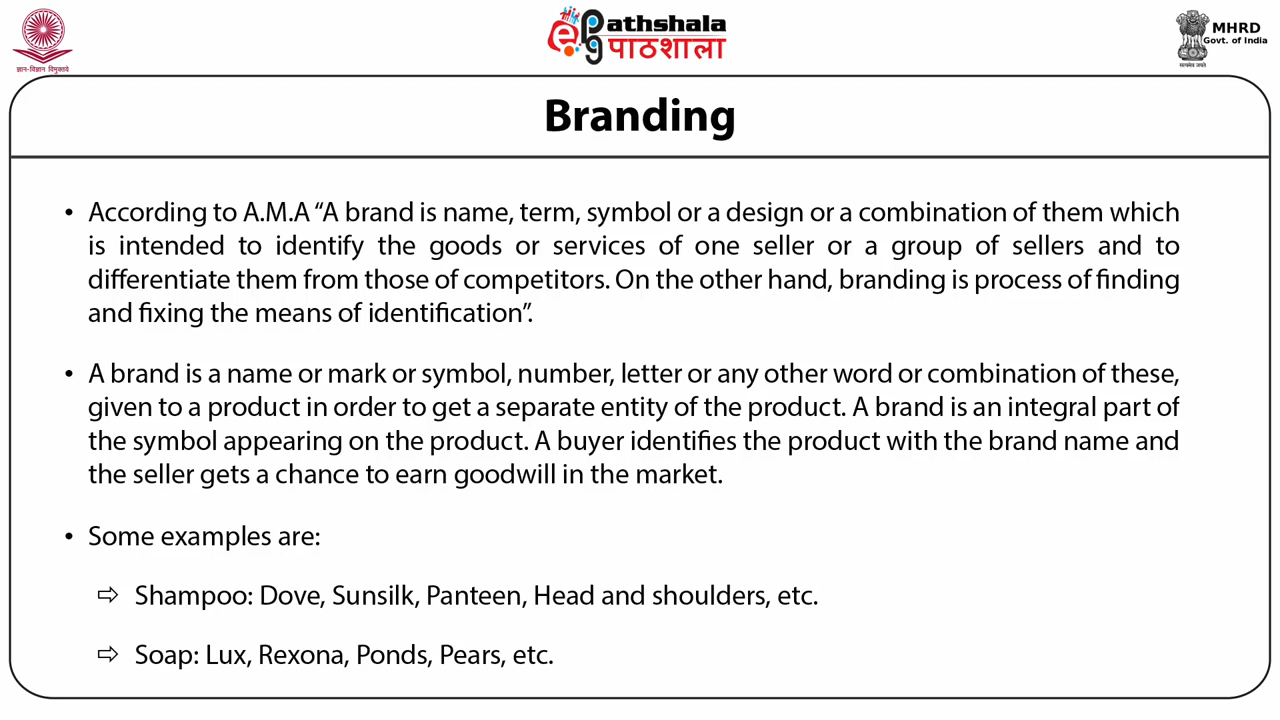 ज्ञान-विज्ञान विमुक्तये
ePg Pathshala
पाठशाला
MHRD
Govt. of India
सत्यमेव जयते
Branding
• According to A.M.A “A brand is name, term, symbol or a design or a combination of them which
is intended to identify the goods or services of one seller or a group of sellers and to
differentiate them from those of competitors. On the other hand, branding is process of finding
and fixing the means of identification”.
• A brand is a name or mark or symbol, number, letter or any other word or combination of these,
given to a product in order to get a separate entity of the product. A brand is an integral part of
the symbol appearing on the product. A buyer identifies the product with the brand name and
the seller gets a chance to earn goodwill in the market.
• Some examples are:
⇨ Shampoo: Dove, Sunsilk, Panteen, Head and shoulders, etc.
⇨ Soap: Lux, Rexona, Ponds, Pears, etc.